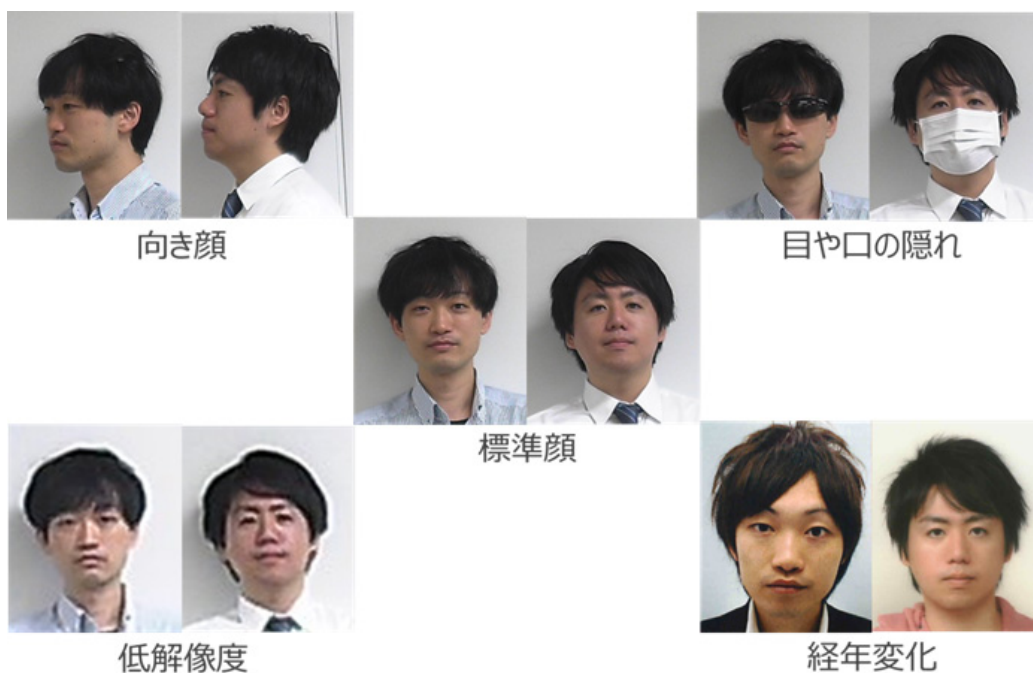 向き顔
目や口の隠れ
標準顔
低解像度
経年変化